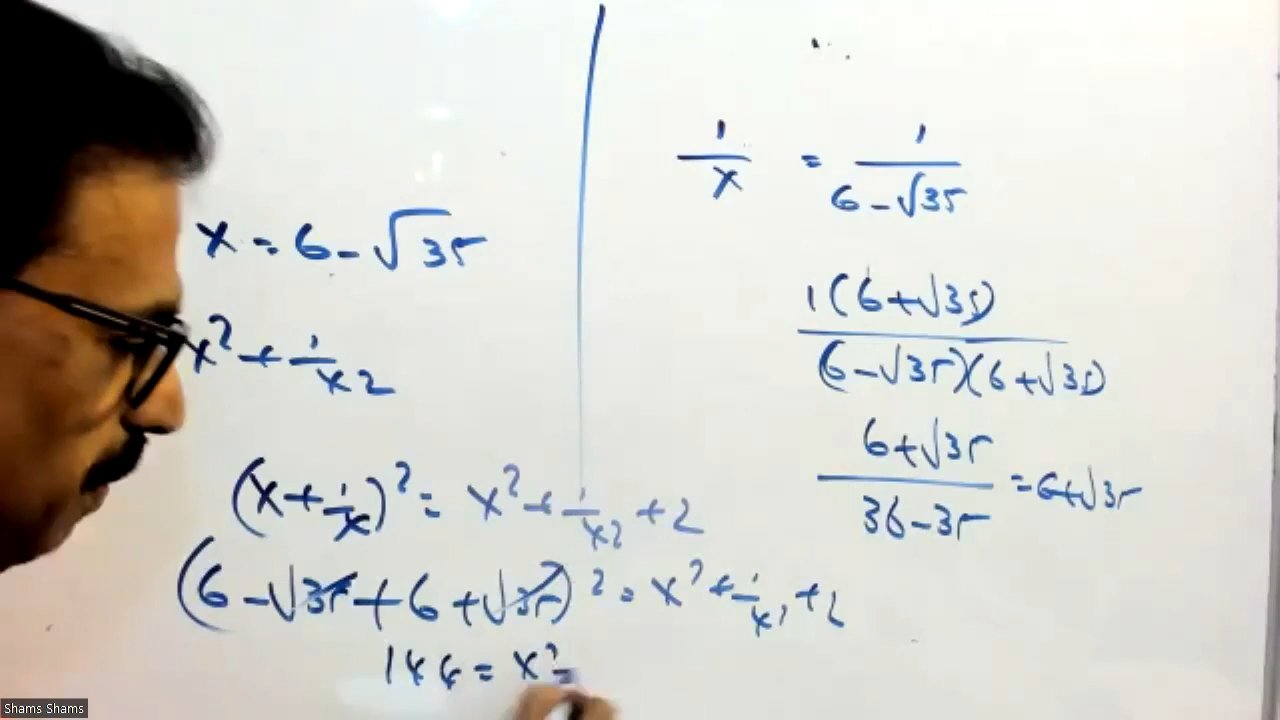 x = 6 - √35
x² + 1/x²
(x + 1/x)² = x² + 1/x² + 2
(6 - √35 + 6 + √35)² = x² + 1/x² + 2
144 = x²
1/x = 1/(6 - √35)
1(6 + √35)/(6 - √35)(6 + √35)
(6 + √35)/(36 - 35) = 6 + √35
Shams Shams